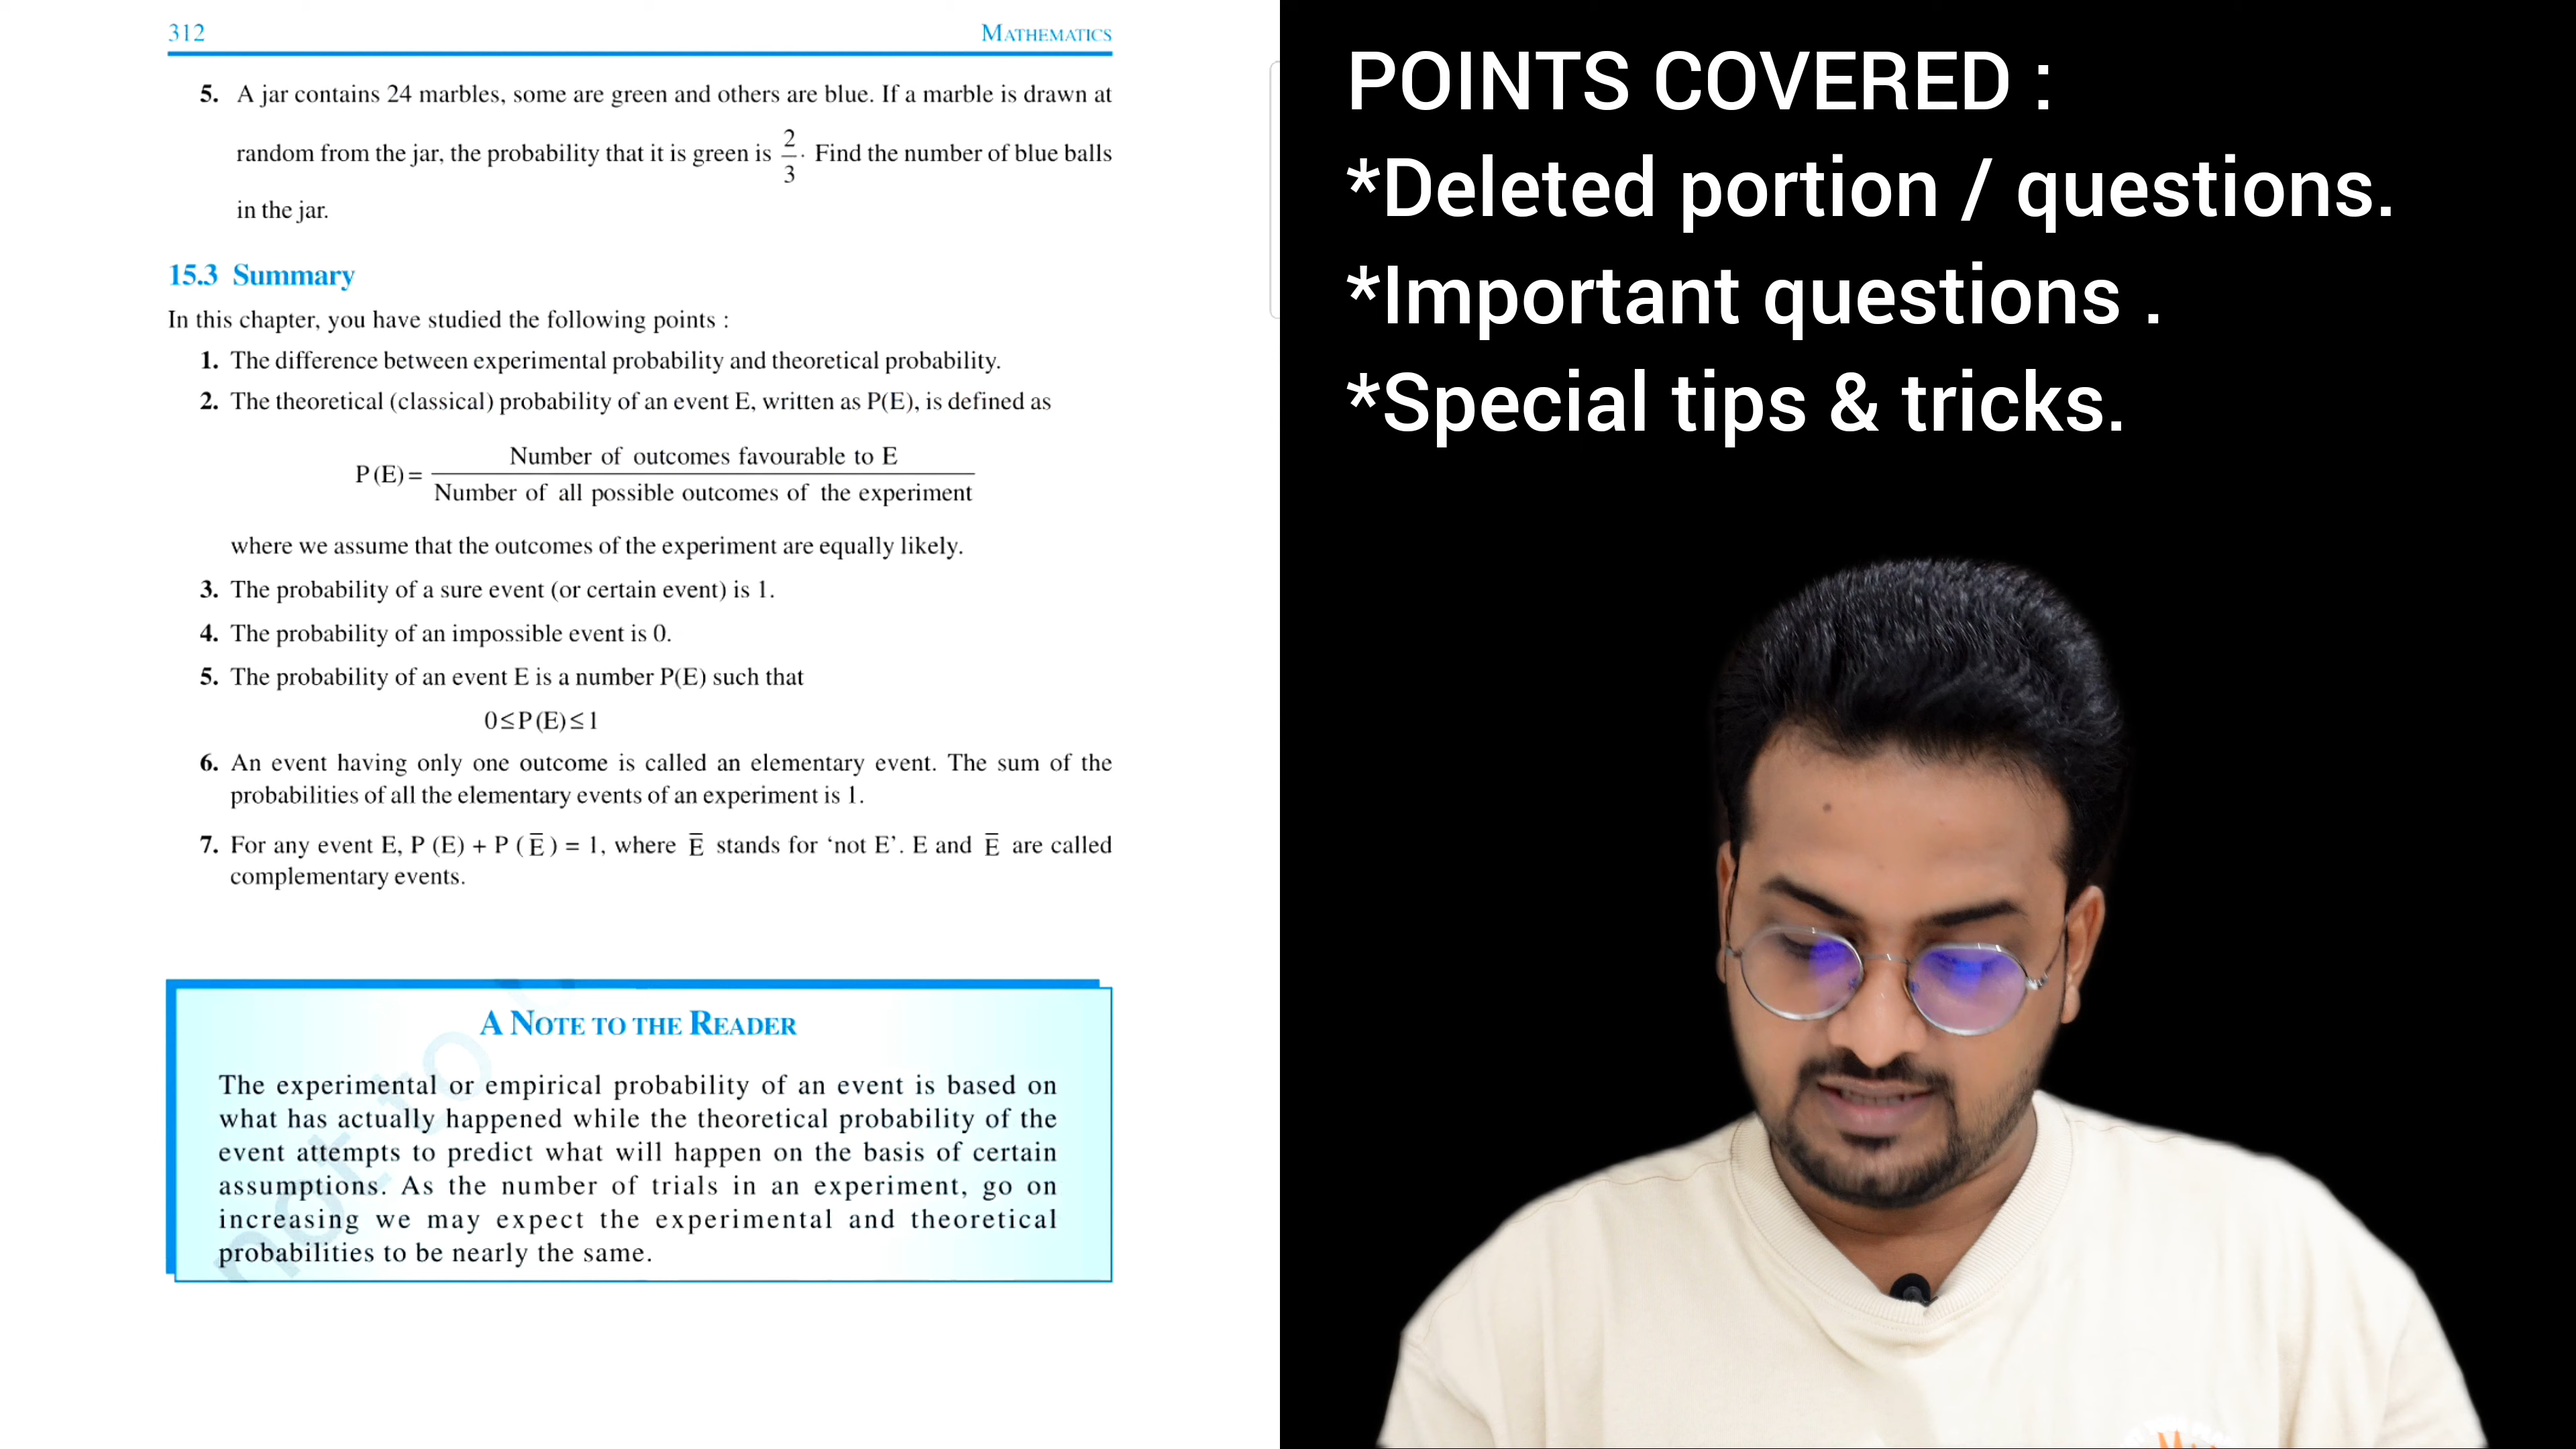 312 MATHEMATICS
5. A jar contains 24 marbles, some are green and others are blue. If a marble is drawn at
random from the jar, the probability that it is green is 2/3. Find the number of blue balls
in the jar.
15.3 Summary
In this chapter, you have studied the following points :
1. The difference between experimental probability and theoretical probability.
2. The theoretical (classical) probability of an event E, written as P(E), is defined as
P (E) = Number of outcomes favourable to E
Number of all possible outcomes of the experiment
where we assume that the outcomes of the experiment are equally likely.
3. The probability of a sure event (or certain event) is 1.
4. The probability of an impossible event is 0.
5. The probability of an event E is a number P(E) such that
0 ≤ P (E) ≤ 1
6. An event having only one outcome is called an elementary event. The sum of the
probabilities of all the elementary events of an experiment is 1.
7. For any event E, P (E) + P (E̅) = 1, where E̅ stands for ‘not E’. E and E̅ are called
complementary events.
A NOTE TO THE READER
The experimental or empirical probability of an event is based on
what has actually happened while the theoretical probability of the
event attempts to predict what will happen on the basis of certain
assumptions. As the number of trials in an experiment, go on
increasing we may expect the experimental and theoretical
probabilities to be nearly the same.
not to
POINTS COVERED :
*Deleted portion / questions.
*Important questions .
*Special tips & tricks.